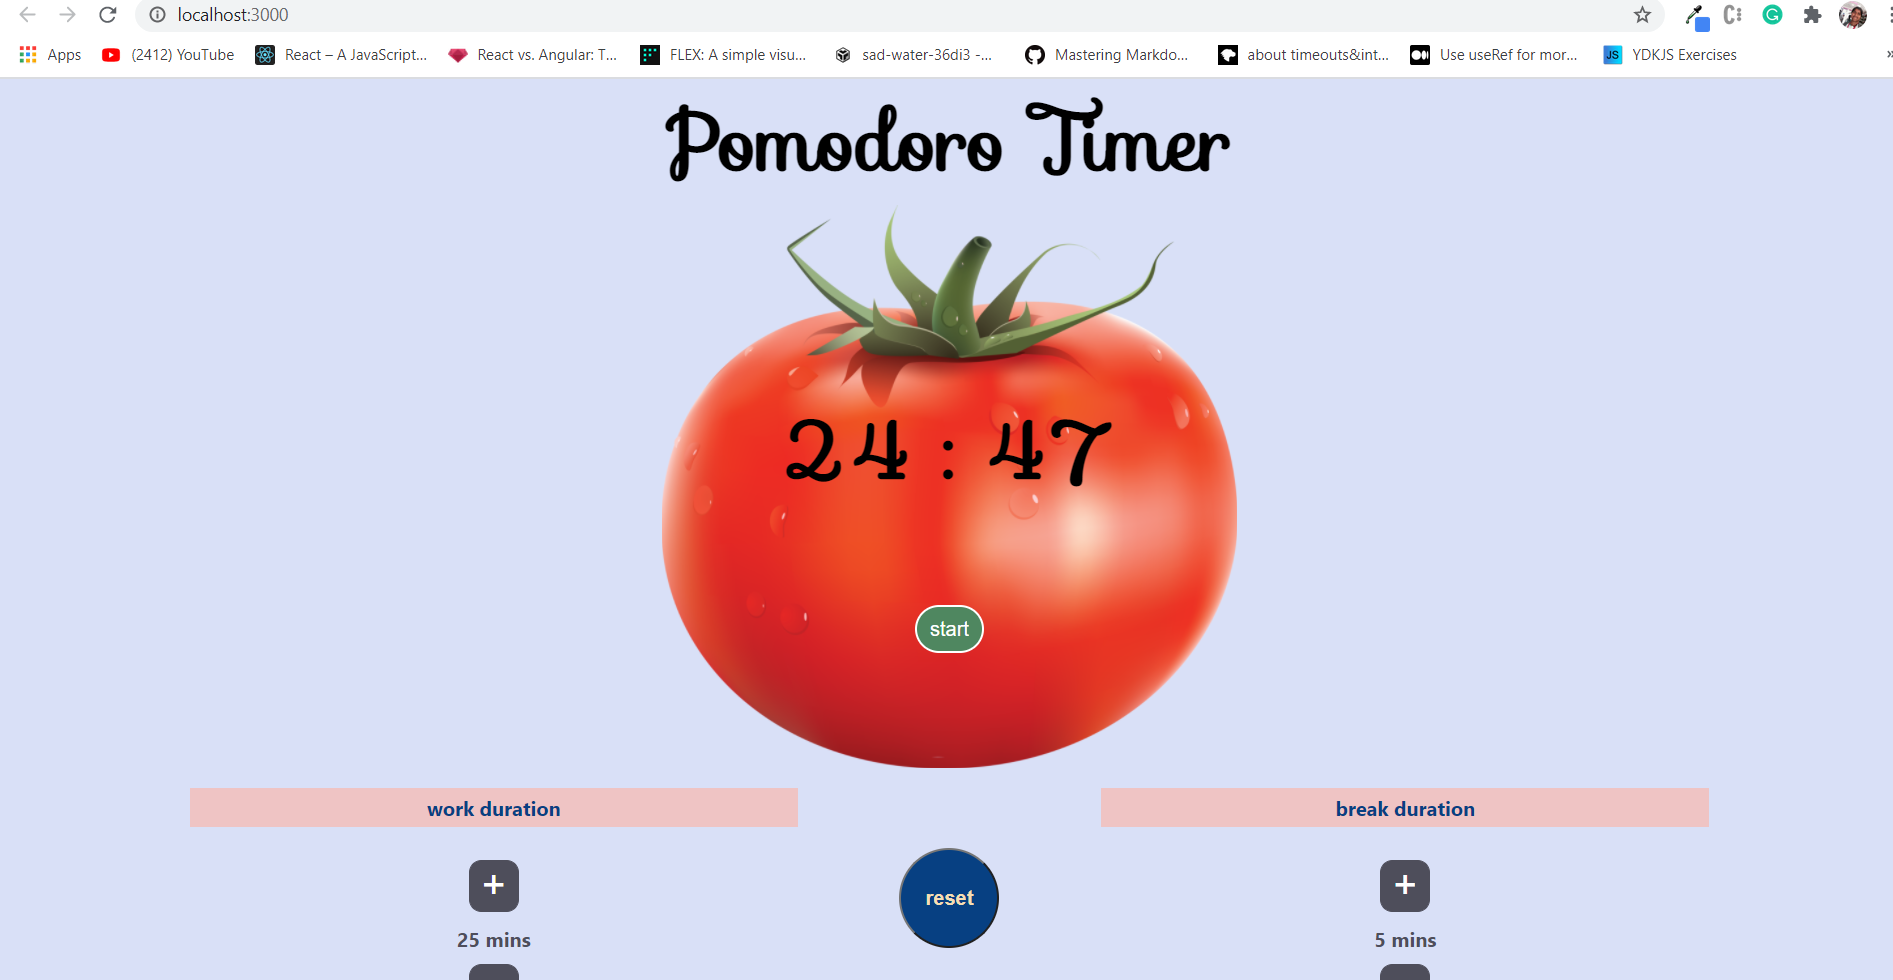 localhost:3000
Apps (2412) YouTube React – A JavaScript... React vs. Angular: T... FLEX: A simple visu... sad-water-36di3 -... Mastering Markdo... about timeouts&int... Use useRef for mor... JS YDKJS Exercises »
Pomodoro Timer
24 : 47
start
work duration break duration
+ reset +
25 mins 5 mins